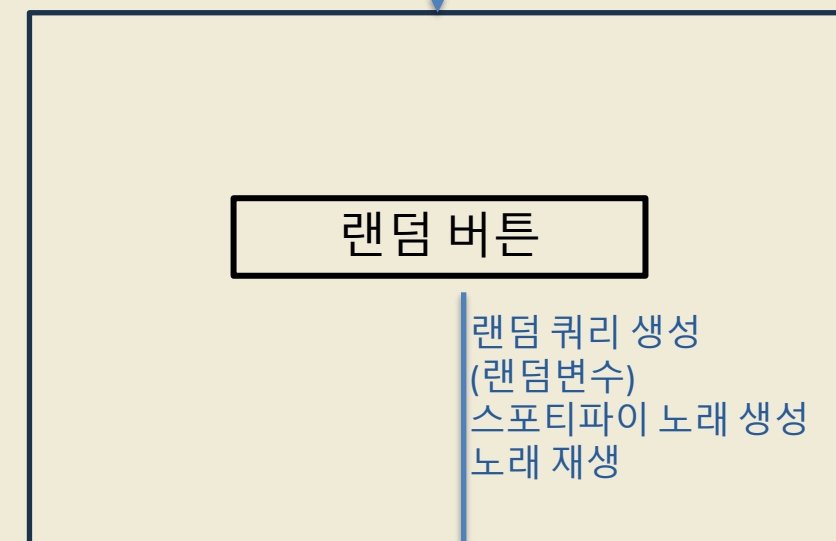 랜덤 버튼
랜덤 쿼리 생성
(랜덤변수)
스포티파이 노래 생성
노래 재생